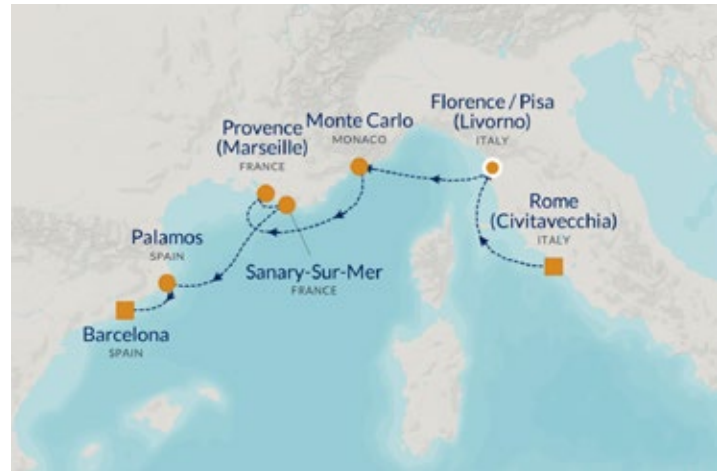 Florence / Pisa
(Livorno)
ITALY
Monte Carlo
MONACO
Provence
(Marseille)
FRANCE
Rome
(Civitavecchia)
ITALY
Palamos
SPAIN
Sanary-Sur-Mer
FRANCE
Barcelona
SPAIN